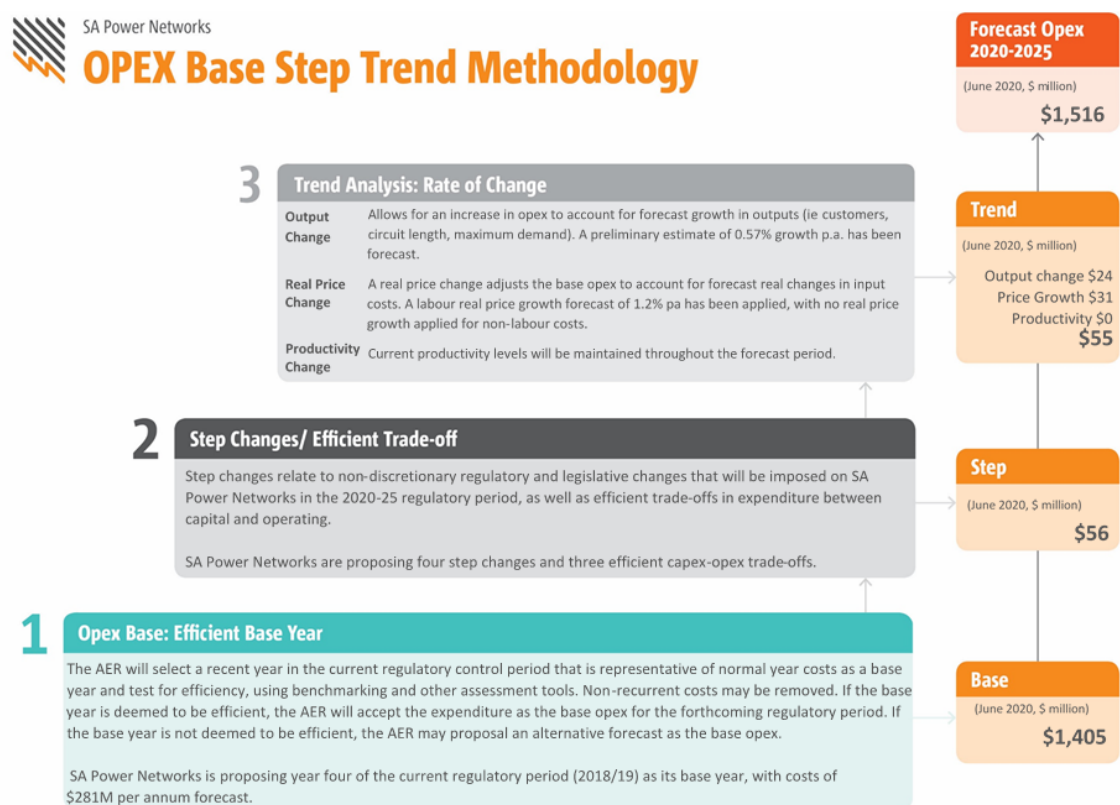 SA Power Networks
OPEX Base Step Trend Methodology
Forecast Opex
2020-2025
(June 2020, $ million)
$1,516
3
Trend Analysis: Rate of Change
Output
Change
Allows for an increase in opex to account for forecast growth in outputs (ie customers,
circuit length, maximum demand). A preliminary estimate of 0.57% growth p.a. has been
forecast.
Real Price
Change
A real price change adjusts the base opex to account for forecast real changes in input
costs. A labour real price growth forecast of 1.2% pa has been applied, with no real price
growth applied for non-labour costs.
Productivity
Change
Current productivity levels will be maintained throughout the forecast period.
Trend
(June 2020, $ million)
Output change $24
Price Growth $31
Productivity $0
$55
2
Step Changes/ Efficient Trade-off
Step changes relate to non-discretionary regulatory and legislative changes that will be imposed on SA
Power Networks in the 2020-25 regulatory period, as well as efficient trade-offs in expenditure between
capital and operating.
SA Power Networks are proposing four step changes and three efficient capex-opex trade-offs.
Step
(June 2020, $ million)
$56
1
Opex Base: Efficient Base Year
The AER will select a recent year in the current regulatory control period that is representative of normal year costs as a base
year and test for efficiency, using benchmarking and other assessment tools. Non-recurrent costs may be removed. If the base
year is deemed to be efficient, the AER will accept the expenditure as the base opex for the forthcoming regulatory period. If
the base year is not deemed to be efficient, the AER may proposal an alternative forecast as the base opex.
SA Power Networks is proposing year four of the current regulatory period (2018/19) as its base year, with costs of
$281M per annum forecast.
Base
(June 2020, $ million)
$1,405